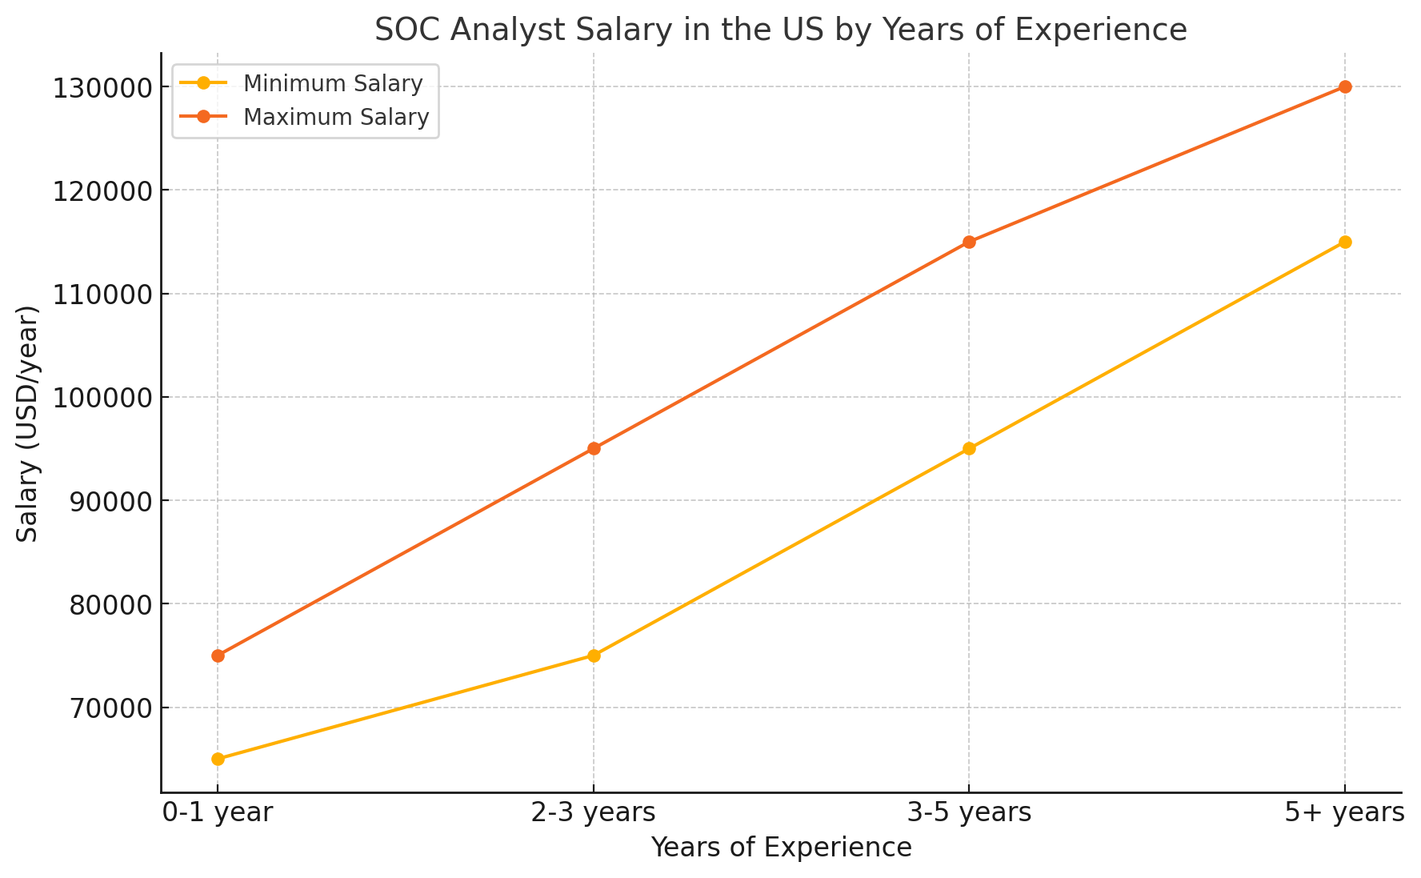 SOC Analyst Salary in the US by Years of Experience
Minimum Salary
Maximum Salary
Salary (USD/year)
130000
120000
110000
100000
90000
80000
70000
0-1 year 2-3 years 3-5 years 5+ years
Years of Experience